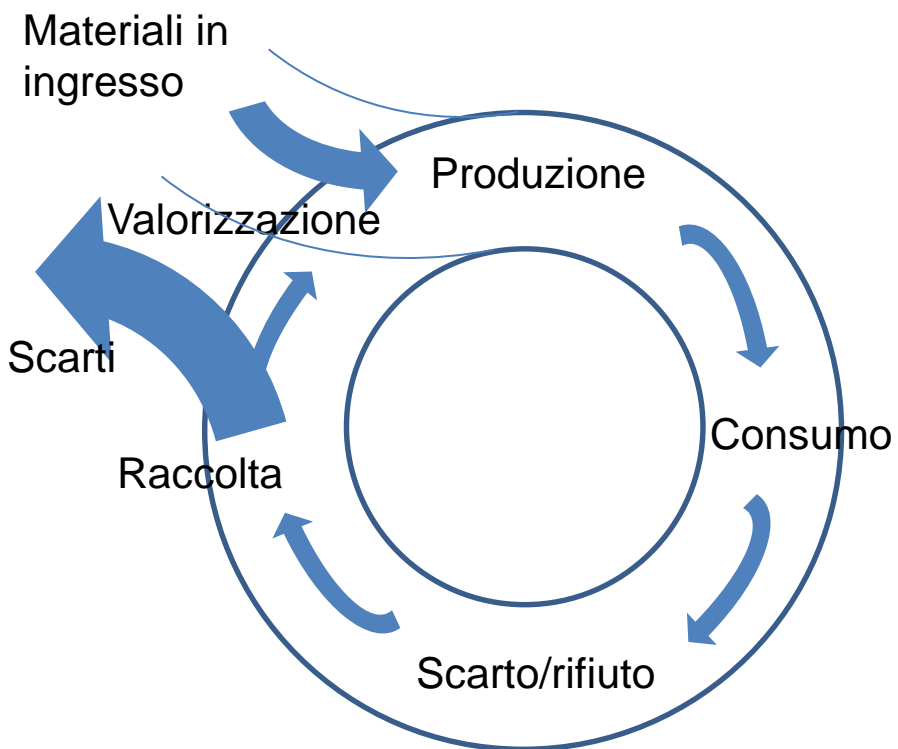 Materiali in
ingresso
Produzione
Valorizzazione
Scarti
Consumo
Raccolta
Scarto/rifiuto